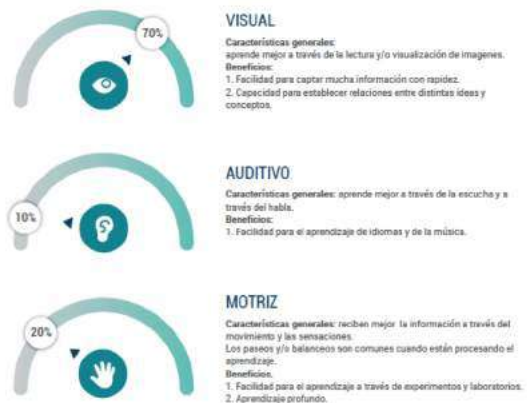 70%
VISUAL
Características generales:
aprende mejor a través de la lectura y/o visualización de imagenes.
Beneficios:
1. Facilidad para captar mucha información con rapidez.
2. Capacidad para establecer relaciones entre distintas ideas y
conceptos.
10%
AUDITIVO
Características generales: aprende mejor a través de la escucha y a
través del habla.
Beneficios:
1. Facilidad para el aprendizaje de idiomas y de la música.
20%
MOTRIZ
Características generales: reciben mejor la información a través del
movimiento y las sensaciones.
Los paseos y/o balanceos son comunes cuando están procesando el
aprendizaje.
Beneficios.
1. Facilidad para el aprendizaje a través de experimentos y laboratorios.
2. Aprendizaje profundo.